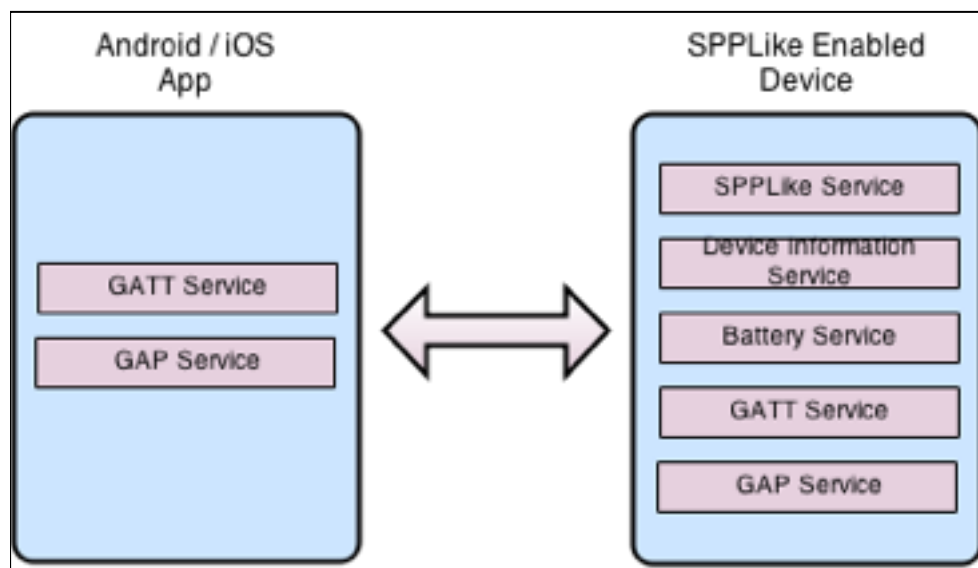 Android / iOS
App
SPPLike Enabled
Device
GATT Service
GAP Service
SPPLike Service
Device Information
Service
Battery Service
GATT Service
GAP Service